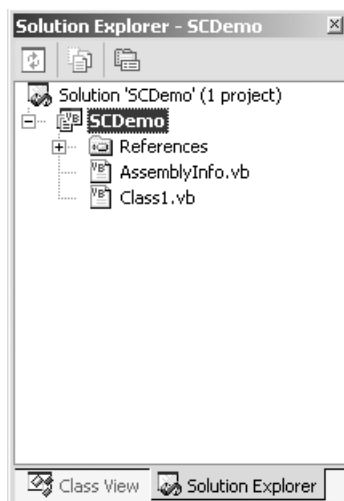 Solution Explorer - SCDemo
Solution 'SCDemo' (1 project)
SCDemo
References
AssemblyInfo.vb
Class1.vb
Class View Solution Explorer